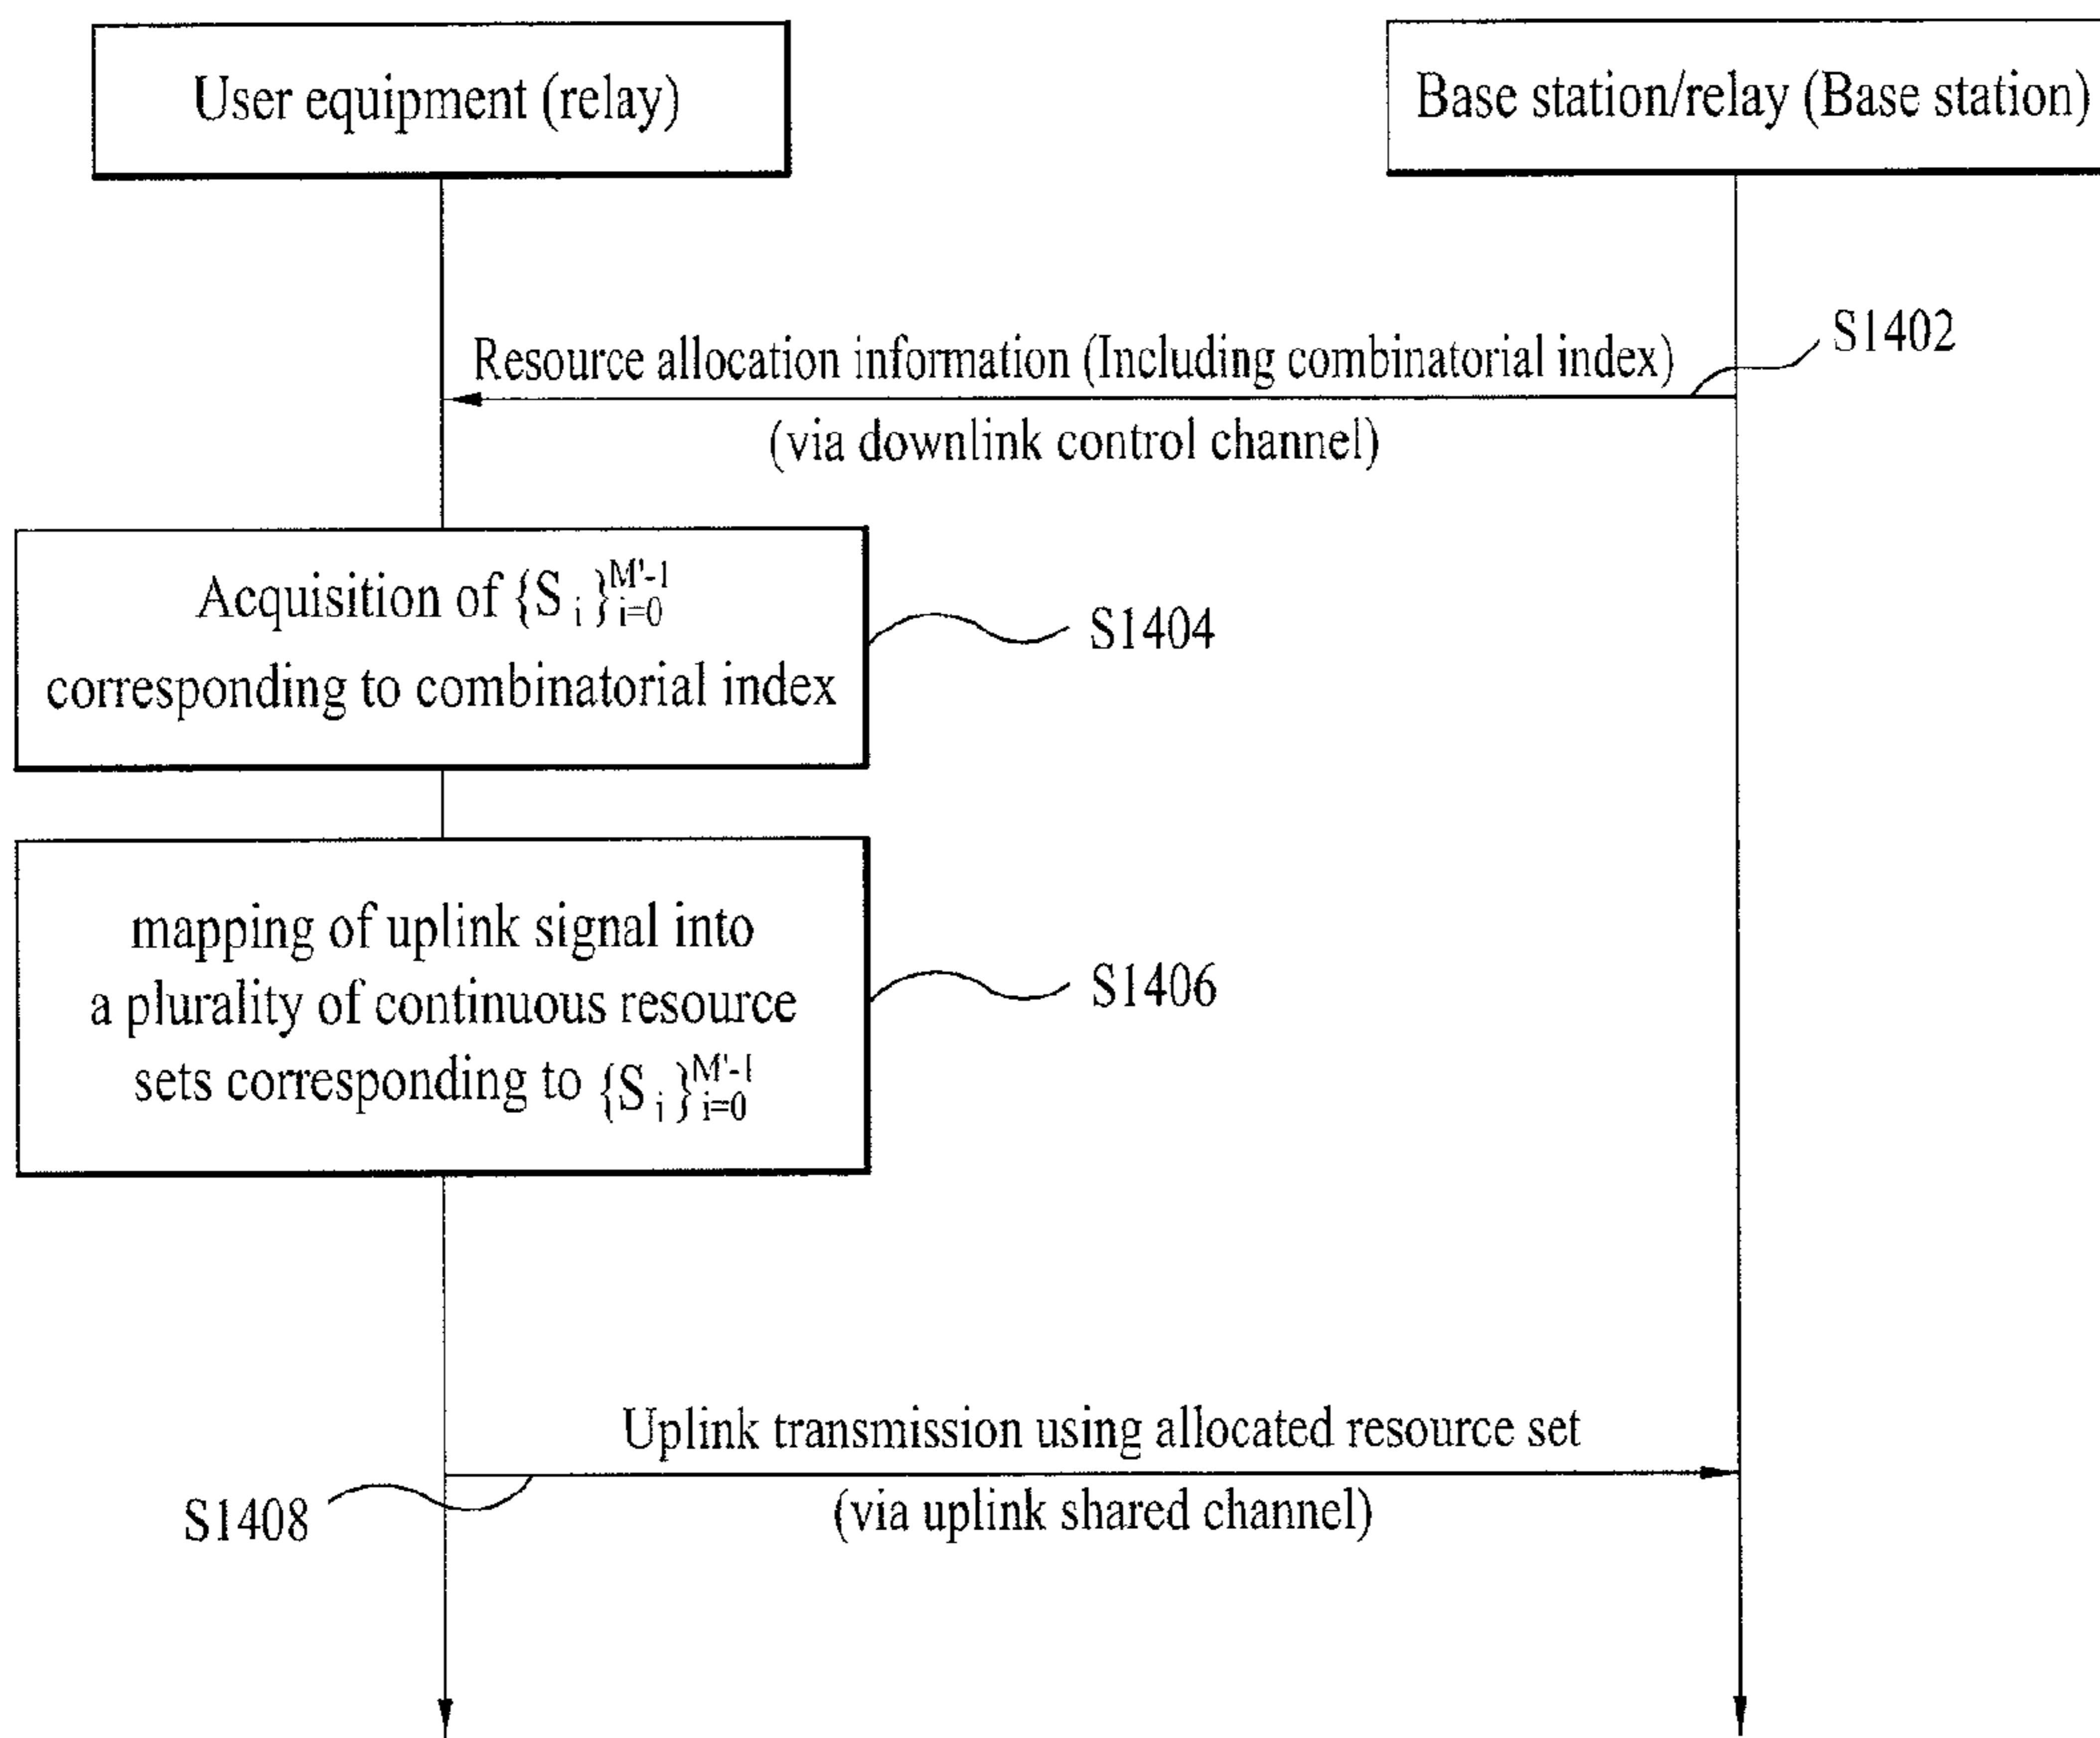 User equipment (relay)
Base station/relay (Base station)
Resource allocation information (Including combinatorial index)
S1402
(via downlink control channel)
Acquisition of {S i}^{M'-1}_{i=0}
corresponding to combinatorial index
S1404
mapping of uplink signal into
a plurality of continuous resource
sets corresponding to {S i}^{M'-1}_{i=0}
S1406
Uplink transmission using allocated resource set
(via uplink shared channel)
S1408